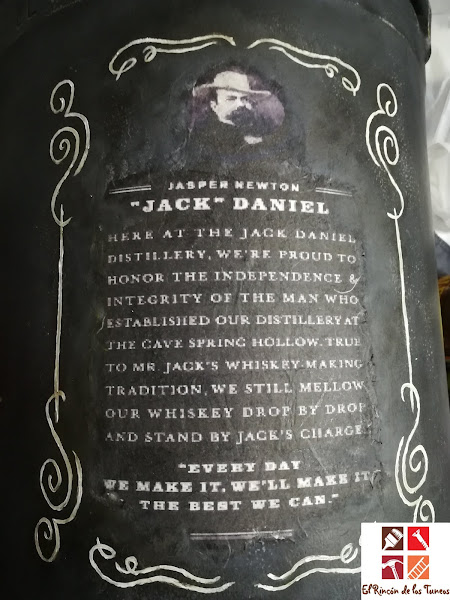 JASPER NEWTON
"JACK" DANIEL
HERE AT THE JACK DANIEL
DISTILLERY, WE'RE PROUD TO
HONOR THE INDEPENDENCE &
INTEGRITY OF THE MAN WHO
ESTABLISHED OUR DISTILLERY AT
THE CAVE SPRING HOLLOW. TRUE
TO MR. JACK'S WHISKEY-MAKING
TRADITION, WE STILL MELLOW
OUR WHISKEY DROP BY DROP
AND STAND BY JACK'S CHARGE
"EVERY DAY
WE MAKE IT, WE'LL MAKE IT
THE BEST WE CAN."
El Rincón de los Tuneos